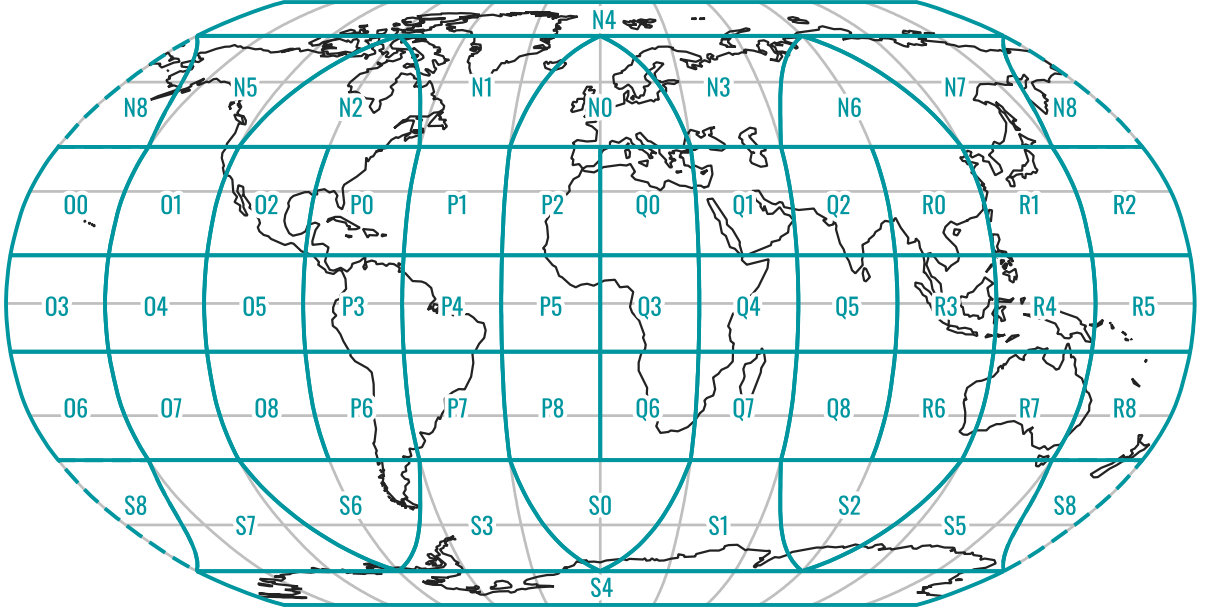 N4
N5 N1 N3 N7
N8 N2 N0 N6 N8
O0 O1 O2 P0 P1 P2 Q0 Q1 Q2 R0 R1 R2
O3 O4 O5 P3 P4 P5 Q3 Q4 Q5 R3 R4 R5
O6 O7 O8 P6 P7 P8 Q6 Q7 Q8 R6 R7 R8
S8 S6 S0 S2 S8
S7 S3 S1 S5
S4